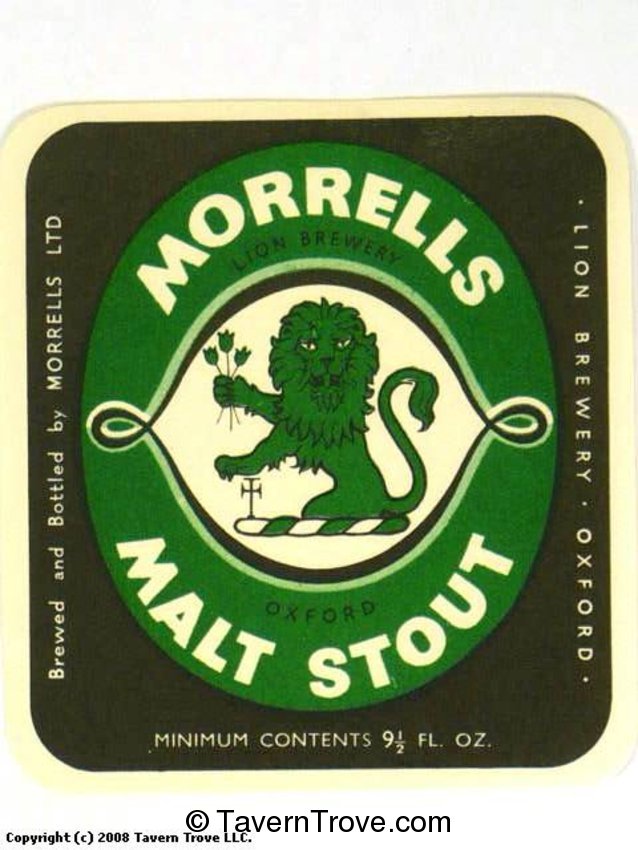 MORRELLS
LION BREWERY
OXFORD
MALT STOUT
Brewed and Bottled by MORRELLS LTD
· LION BREWERY · OXFORD ·
MINIMUM CONTENTS 9½ FL. OZ.
© TavernTrove.com
Copyright (c) 2008 Tavern Trove LLC.